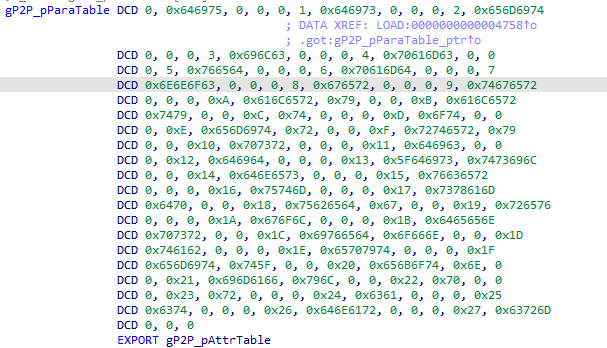 gP2P_pParaTable DCD 0, 0x646975, 0, 0, 0, 1, 0x646973, 0, 0, 0, 2, 0x656D6974
; DATA XREF: LOAD:0000000000004758↑o
; .got:gP2P_pParaTable_ptr↑o
DCD 0, 0, 0, 3, 0x696C63, 0, 0, 0, 4, 0x70616D63, 0, 0
DCD 0, 5, 0x766564, 0, 0, 0, 6, 0x70616D64, 0, 0, 0, 7
DCD 0x6E6E6F63, 0, 0, 0, 8, 0x676572, 0, 0, 0, 9, 0x74676572
DCD 0, 0, 0, 0xA, 0x616C6572, 0x79, 0, 0, 0xB, 0x616C6572
DCD 0x7479, 0, 0, 0xC, 0x74, 0, 0, 0, 0xD, 0x6F74, 0, 0
DCD 0, 0xE, 0x656D6974, 0x72, 0, 0, 0xF, 0x72746572, 0x79
DCD 0, 0, 0x10, 0x707372, 0, 0, 0, 0x11, 0x646963, 0, 0
DCD 0, 0x12, 0x646964, 0, 0, 0, 0x13, 0x5F646973, 0x7473696C
DCD 0, 0, 0x14, 0x646E6573, 0, 0, 0, 0x15, 0x76636572
DCD 0, 0, 0, 0x16, 0x75746D, 0, 0, 0, 0x17, 0x7378616D
DCD 0x6470, 0, 0, 0x18, 0x75626564, 0x67, 0, 0, 0x19, 0x726576
DCD 0, 0, 0, 0x1A, 0x676F6C, 0, 0, 0, 0x1B, 0x6465656E
DCD 0x707372, 0, 0, 0x1C, 0x69766564, 0x6F666E, 0, 0, 0x1D
DCD 0x746162, 0, 0, 0, 0x1E, 0x65707974, 0, 0, 0, 0x1F
DCD 0x656D6974, 0x745F, 0, 0, 0x20, 0x656B6F74, 0x6E, 0
DCD 0, 0x21, 0x696D6166, 0x796C, 0, 0, 0x22, 0x70, 0, 0
DCD 0, 0x23, 0x72, 0, 0, 0, 0x24, 0x6361, 0, 0, 0, 0x25
DCD 0x6374, 0, 0, 0, 0x26, 0x646E6172, 0, 0, 0, 0x27, 0x63726D
DCD 0, 0, 0
EXPORT gP2P_pAttrTable